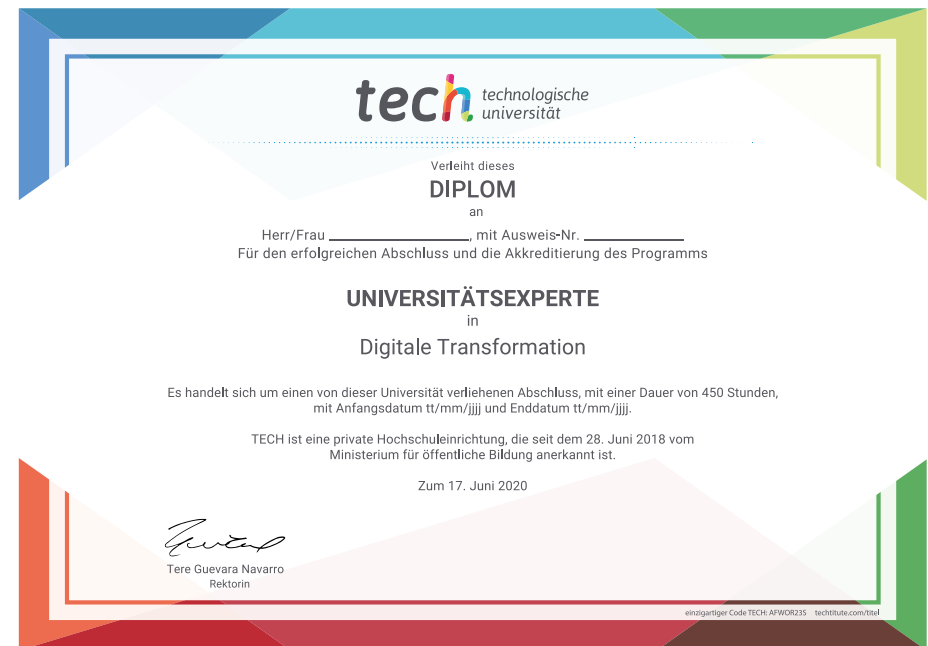 tech technologische
universität
Verleiht dieses
DIPLOM
an
Herr/Frau ____________________, mit Ausweis-Nr. ______________
Für den erfolgreichen Abschluss und die Akkreditierung des Programms
UNIVERSITÄTSEXPERTE
in
Digitale Transformation
Es handelt sich um einen von dieser Universität verliehenen Abschluss, mit einer Dauer von 450 Stunden,
mit Anfangsdatum tt/mm/jjjj und Enddatum tt/mm/jjjj.
TECH ist eine private Hochschuleinrichtung, die seit dem 28. Juni 2018 vom
Ministerium für öffentliche Bildung anerkannt ist.
Zum 17. Juni 2020
Tere Guevara Navarro
Rektorin
einzigartiger Code TECH: AFWOR23S techtitute.com/titel